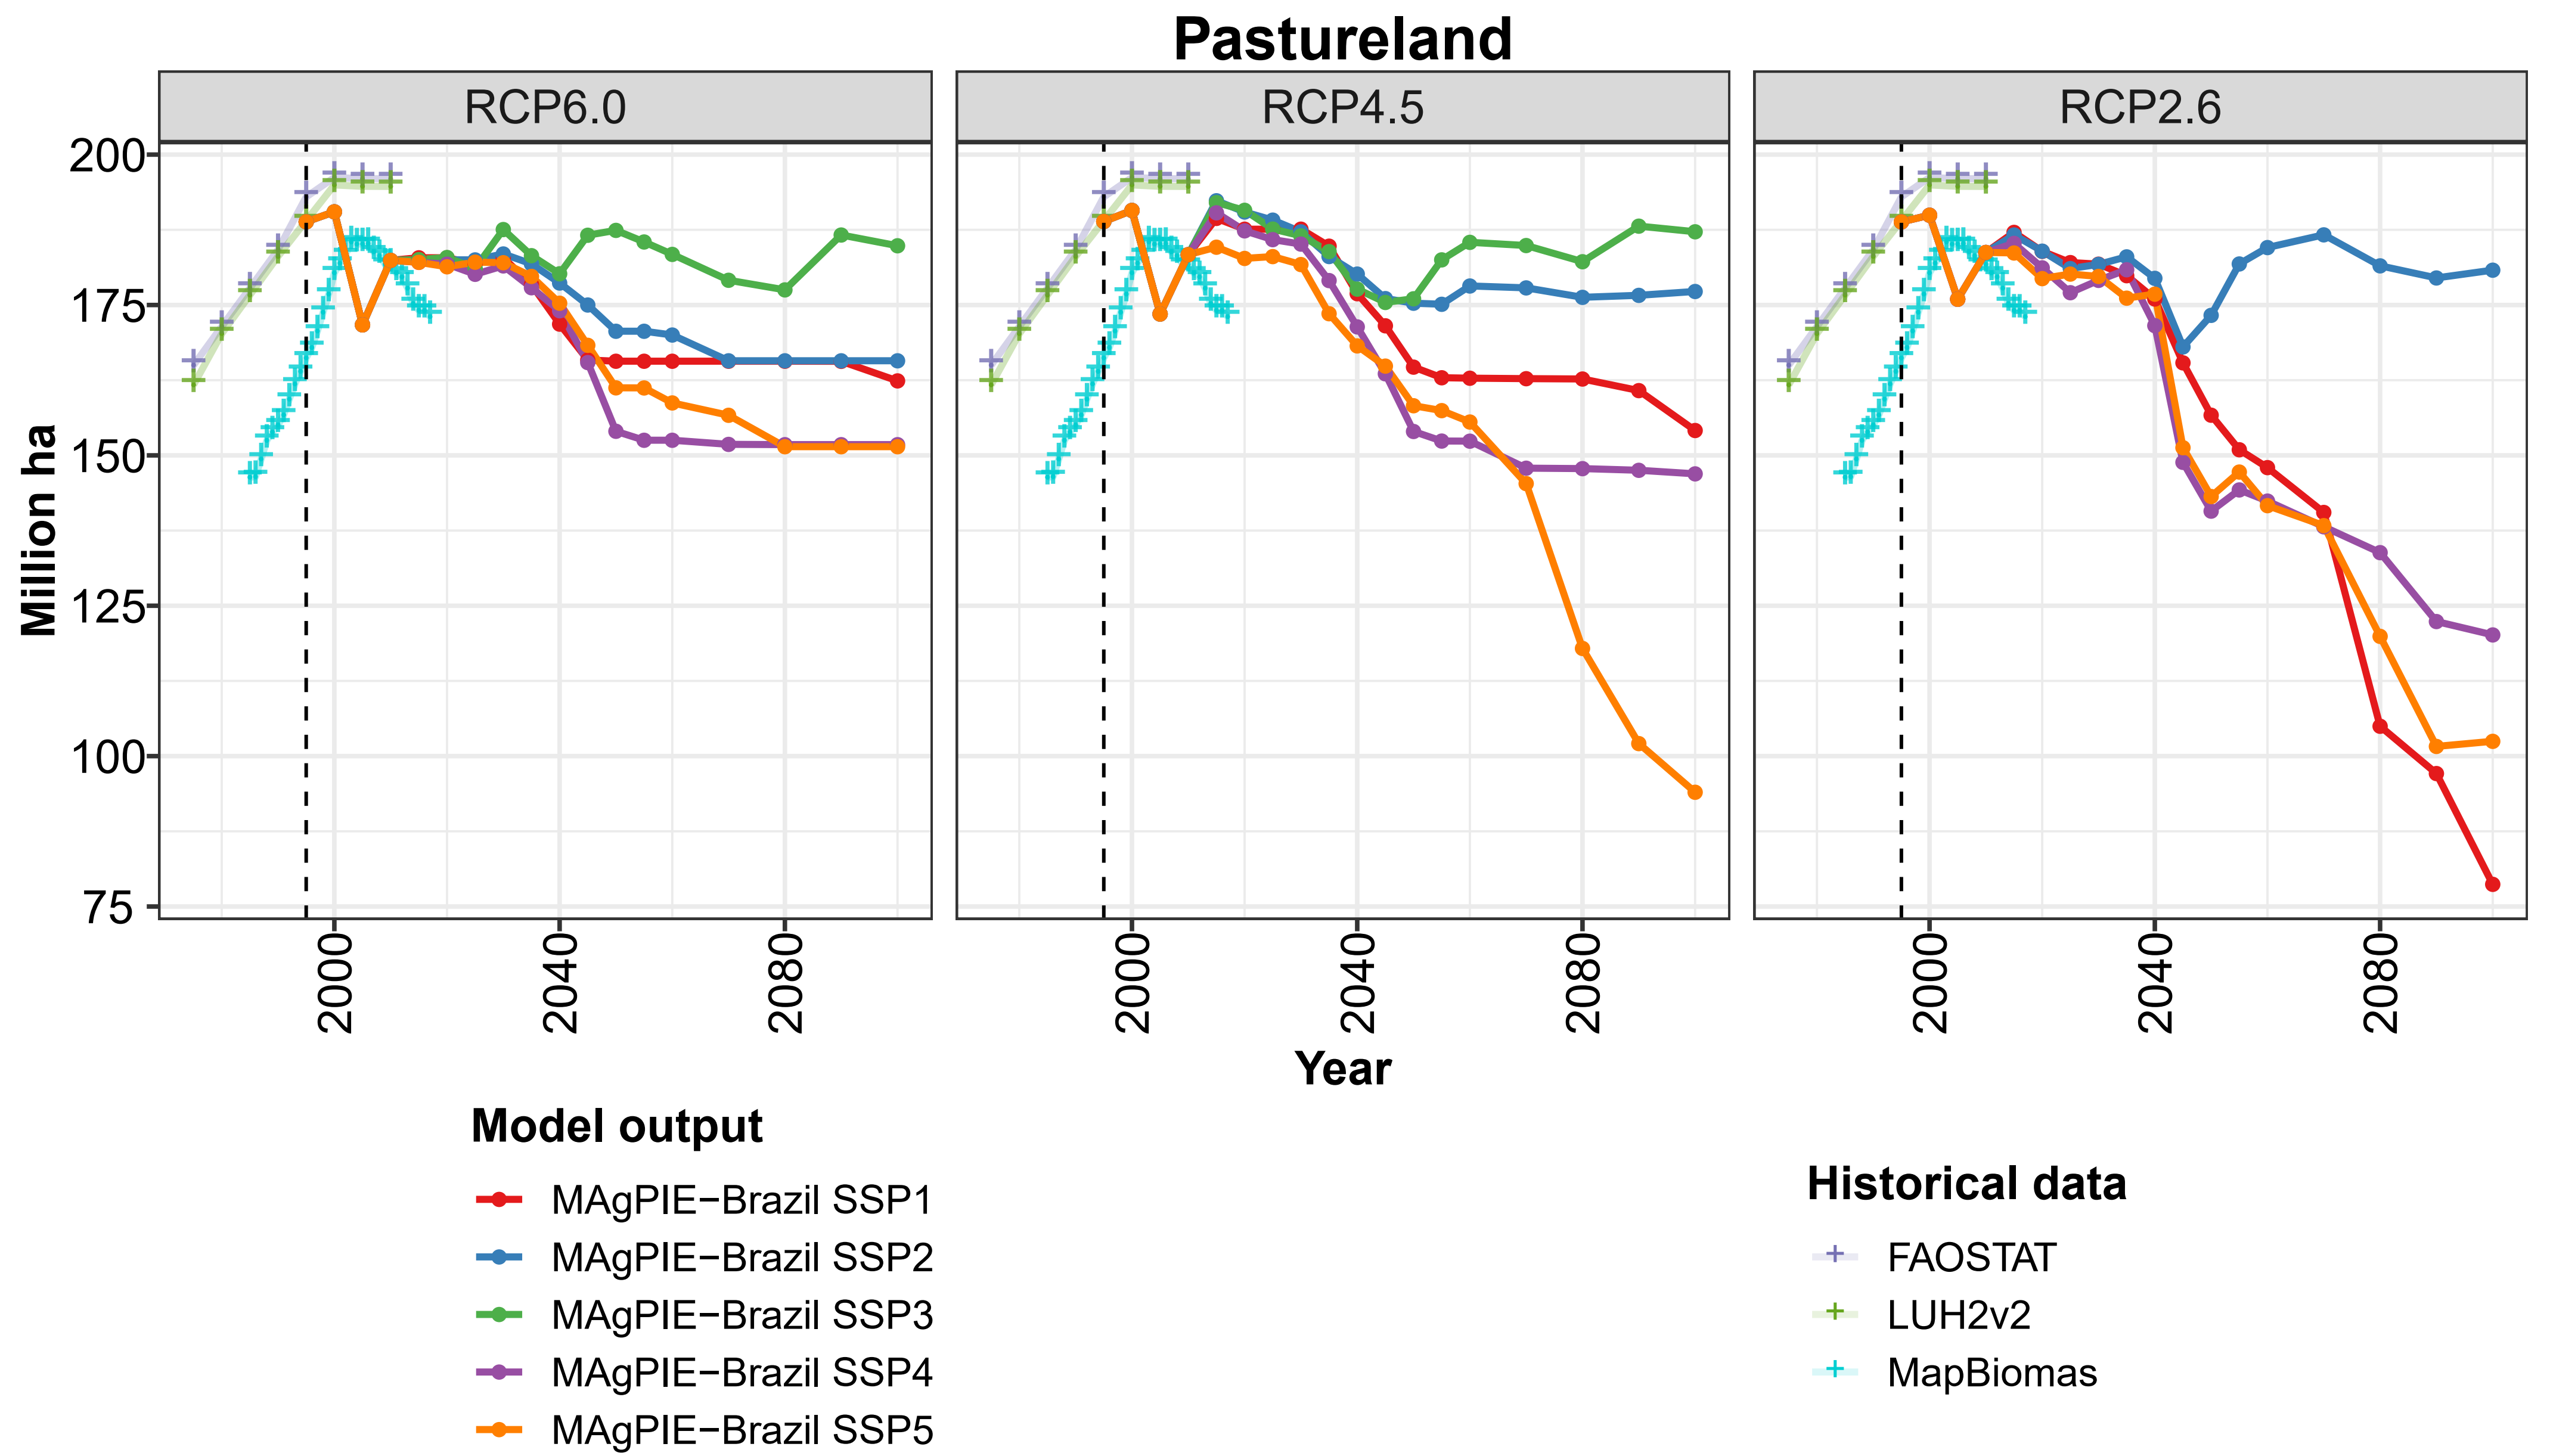 Pastureland
RCP6.0
RCP4.5
RCP2.6
Million ha
200
175
150
125
100
75
2000
2040
2080
2000
2040
2080
2000
2040
2080
Year
Model output
MAgPIE−Brazil SSP1
MAgPIE−Brazil SSP2
MAgPIE−Brazil SSP3
MAgPIE−Brazil SSP4
MAgPIE−Brazil SSP5
Historical data
FAOSTAT
LUH2v2
MapBiomas